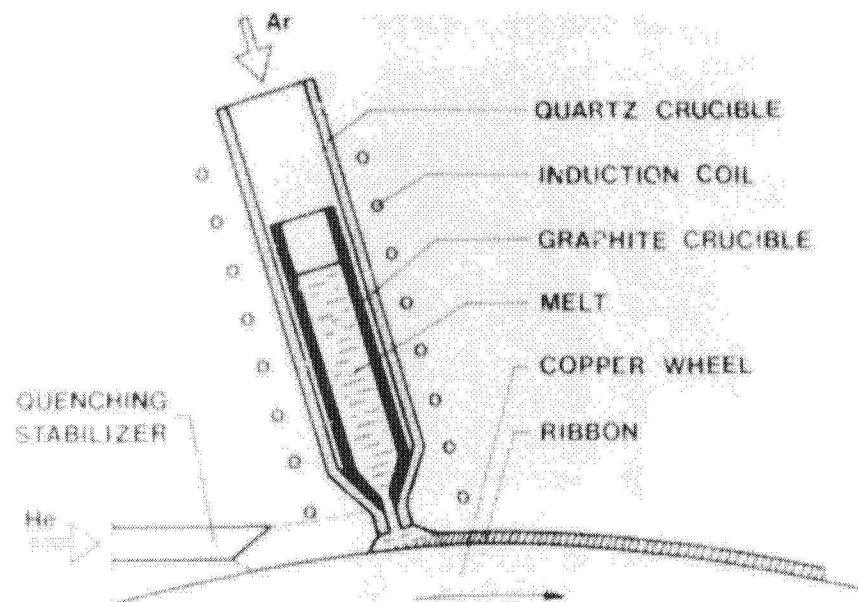 Ar
QUARTZ CRUCIBLE
INDUCTION COIL
GRAPHITE CRUCIBLE
MELT
COPPER WHEEL
QUENCHING
STABILIZER
RIBBON
He